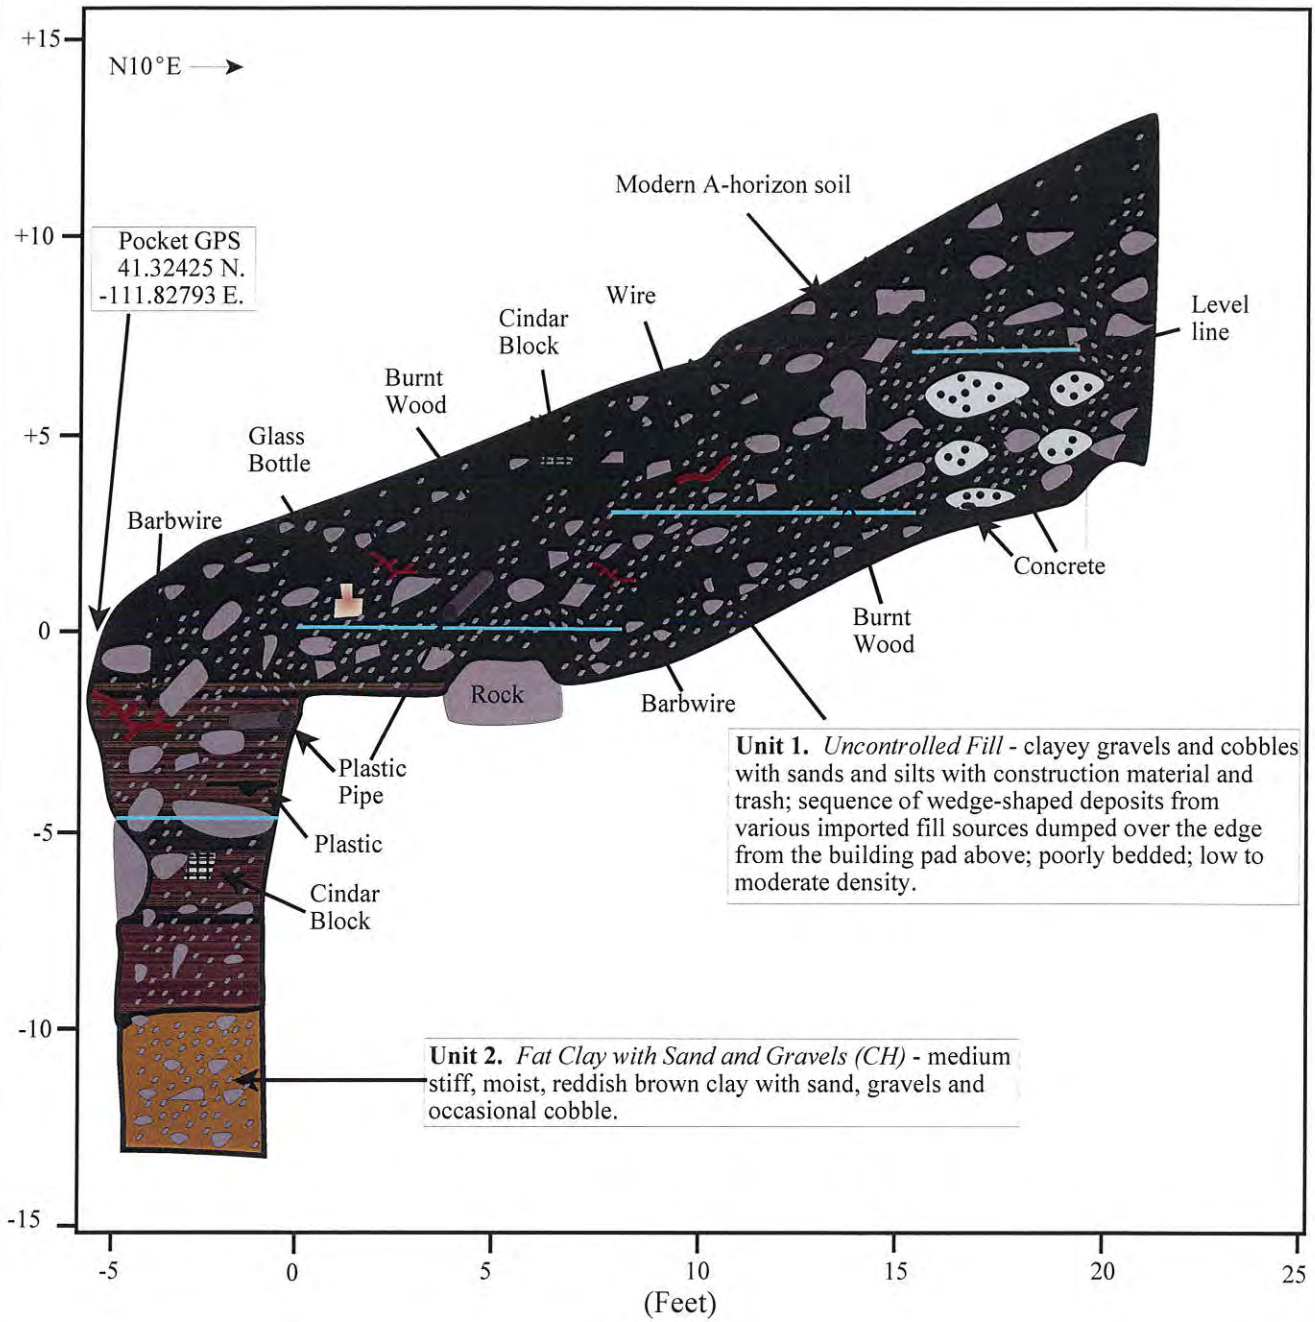 +15
N10°E
Modern A-horizon soil
+10
Pocket GPS
41.32425 N.
-111.82793 E.
Wire
Level
line
Cindar
Block
Burnt
Wood
+5
Glass
Bottle
Barbwire
Concrete
Burnt
Wood
0
Rock
Barbwire
Plastic
Pipe
Unit 1. Uncontrolled Fill - clayey gravels and cobbles
with sands and silts with construction material and
trash; sequence of wedge-shaped deposits from
various imported fill sources dumped over the edge
from the building pad above; poorly bedded; low to
moderate density.
-5
Plastic
Cindar
Block
-10
Unit 2. Fat Clay with Sand and Gravels (CH) - medium
stiff, moist, reddish brown clay with sand, gravels and
occasional cobble.
-15
-5
0
5
10
15
20
25
(Feet)